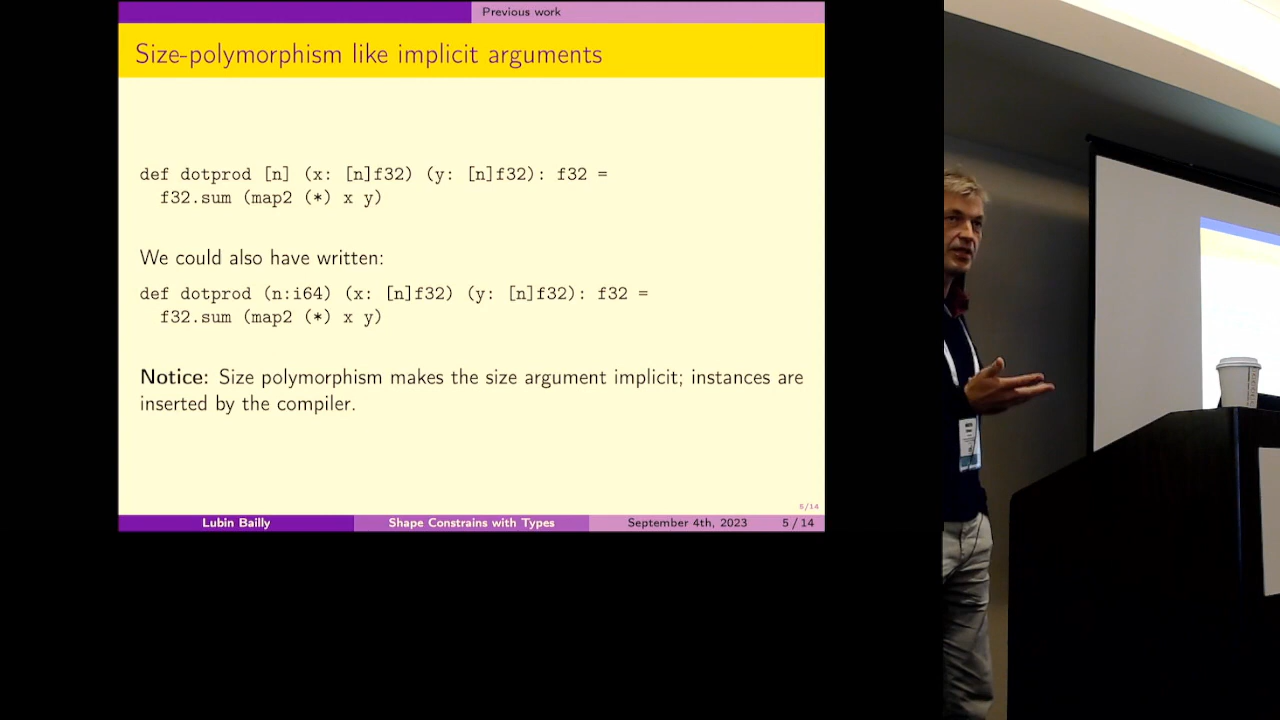 Previous work
Size-polymorphism like implicit arguments
def dotprod [n] (x: [n]f32) (y: [n]f32): f32 =
f32.sum (map2 (*) x y)
We could also have written:
def dotprod (n:i64) (x: [n]f32) (y: [n]f32): f32 =
f32.sum (map2 (*) x y)
Notice: Size polymorphism makes the size argument implicit; instances are
inserted by the compiler.
5/14
Lubin Bailly Shape Constrains with Types September 4th, 2023 5 / 14